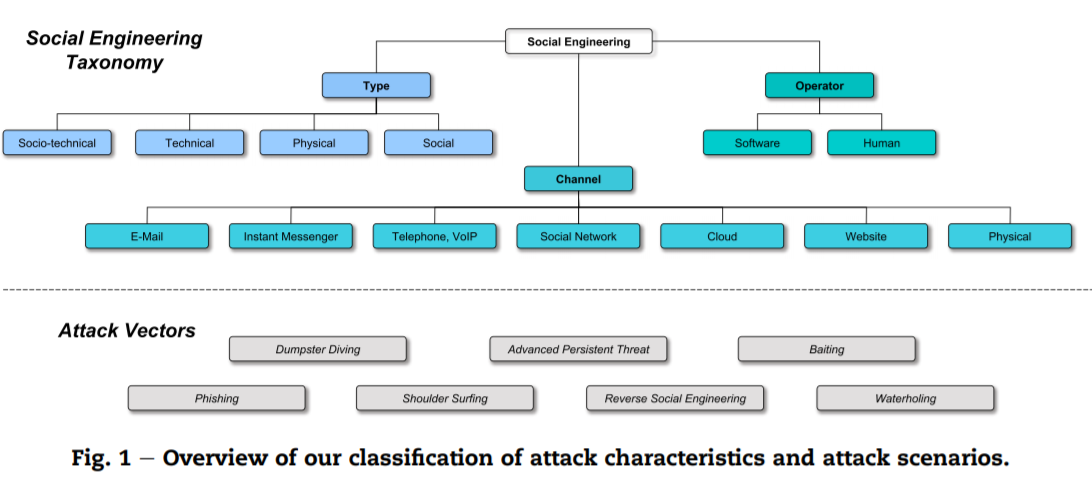 Social Engineering
Taxonomy
Social Engineering
Type
Operator
Socio-technical
Technical
Physical
Social
Software
Human
Channel
E-Mail
Instant Messenger
Telephone, VoIP
Social Network
Cloud
Website
Physical
Attack Vectors
Dumpster Diving
Advanced Persistent Threat
Baiting
Phishing
Shoulder Surfing
Reverse Social Engineering
Waterholing
Fig. 1 – Overview of our classification of attack characteristics and attack scenarios.